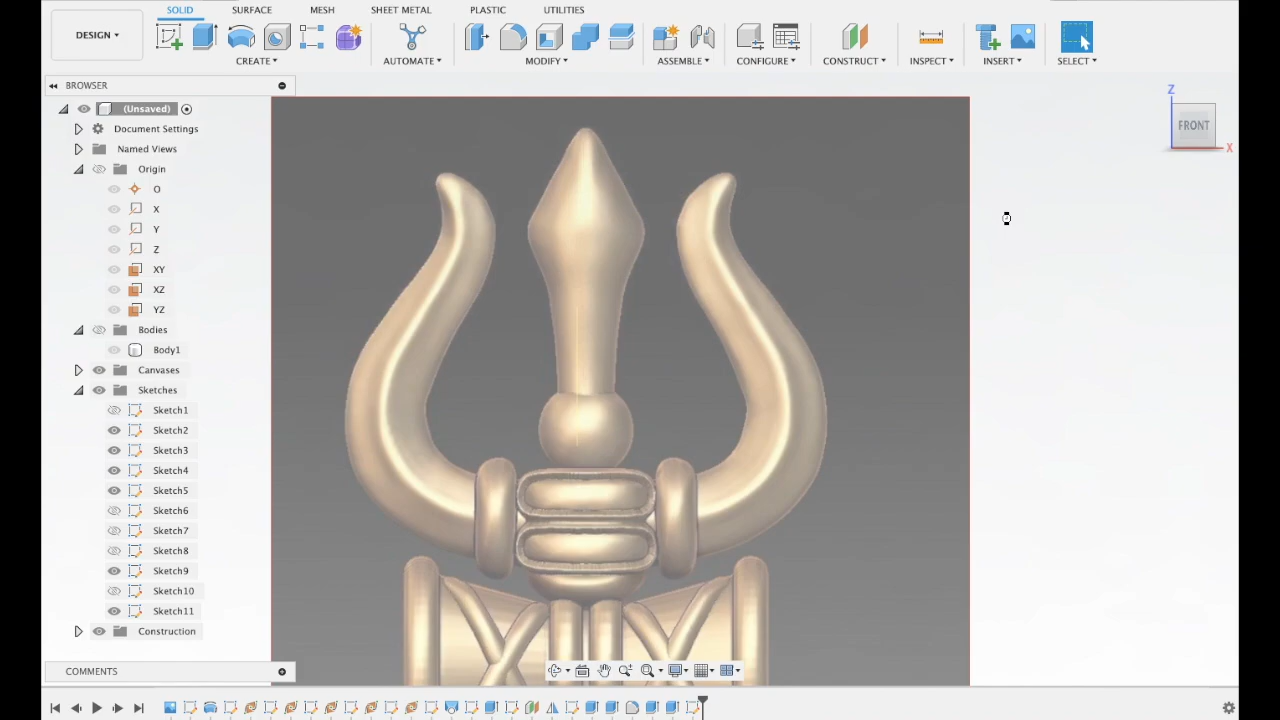 SOLID SURFACE MESH SHEET METAL PLASTIC UTILITIES
DESIGN
CREATE AUTOMATE MODIFY ASSEMBLE CONFIGURE CONSTRUCT INSPECT INSERT SELECT
BROWSER
(Unsaved)
Document Settings
Named Views
Origin
O
X
Y
Z
XY
XZ
YZ
Bodies
Body1
Canvases
Sketches
Sketch1
Sketch2
Sketch3
Sketch4
Sketch5
Sketch6
Sketch7
Sketch8
Sketch9
Sketch10
Sketch11
Construction
COMMENTS
Z
FRONT
X